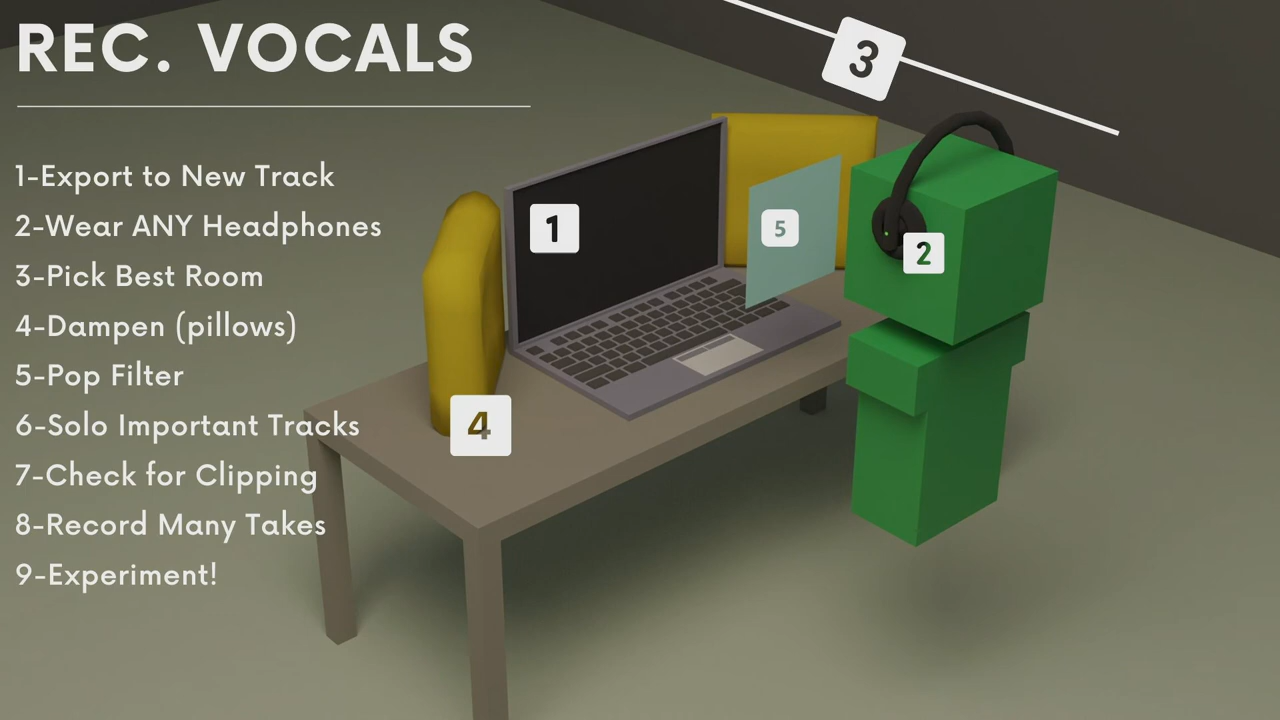 REC. VOCALS
1-Export to New Track
2-Wear ANY Headphones
3-Pick Best Room
4-Dampen (pillows)
5-Pop Filter
6-Solo Important Tracks
7-Check for Clipping
8-Record Many Takes
9-Experiment!
3
1
5
2
4